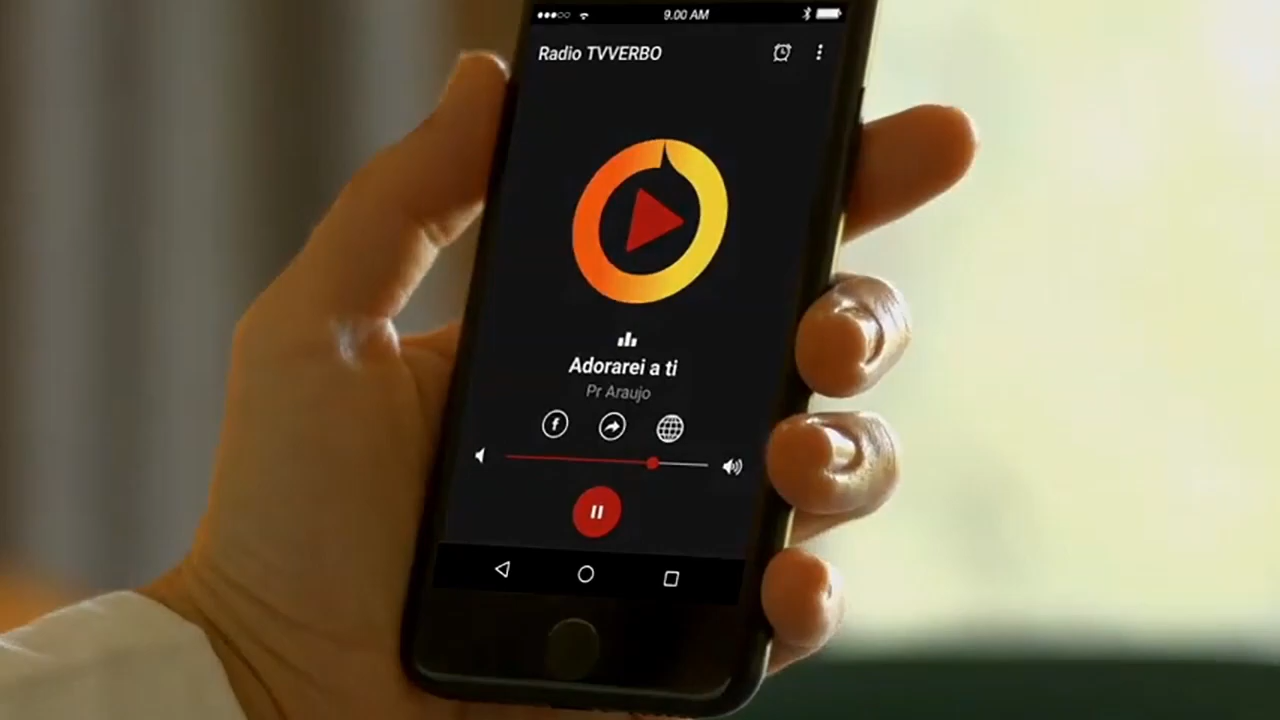 9.00 AM
Radio TVVERBO
Adorarei a ti
Pr Araujo
f